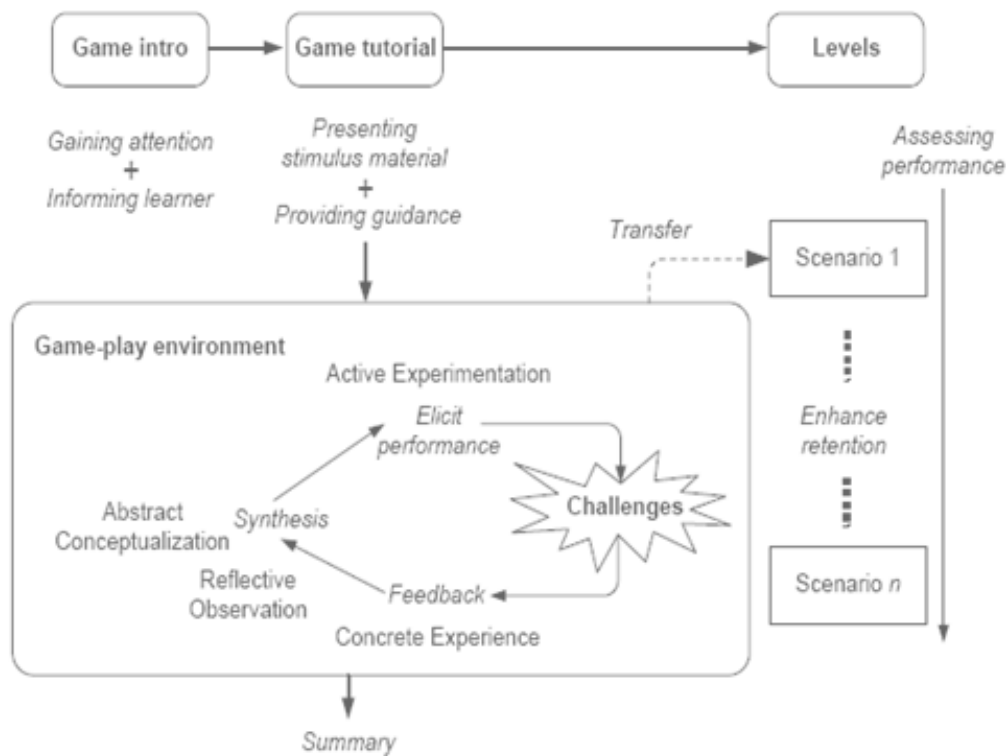 Game intro
Game tutorial
Levels
Gaining attention
+
Informing learner
Presenting
stimulus material
+
Providing guidance
Assessing
performance
Transfer
Scenario 1
Game-play environment
Active Experimentation
Elicit
performance
Challenges
Enhance
retention
Abstract
Conceptualization
Synthesis
Reflective
Observation
Feedback
Concrete Experience
Scenario n
Summary